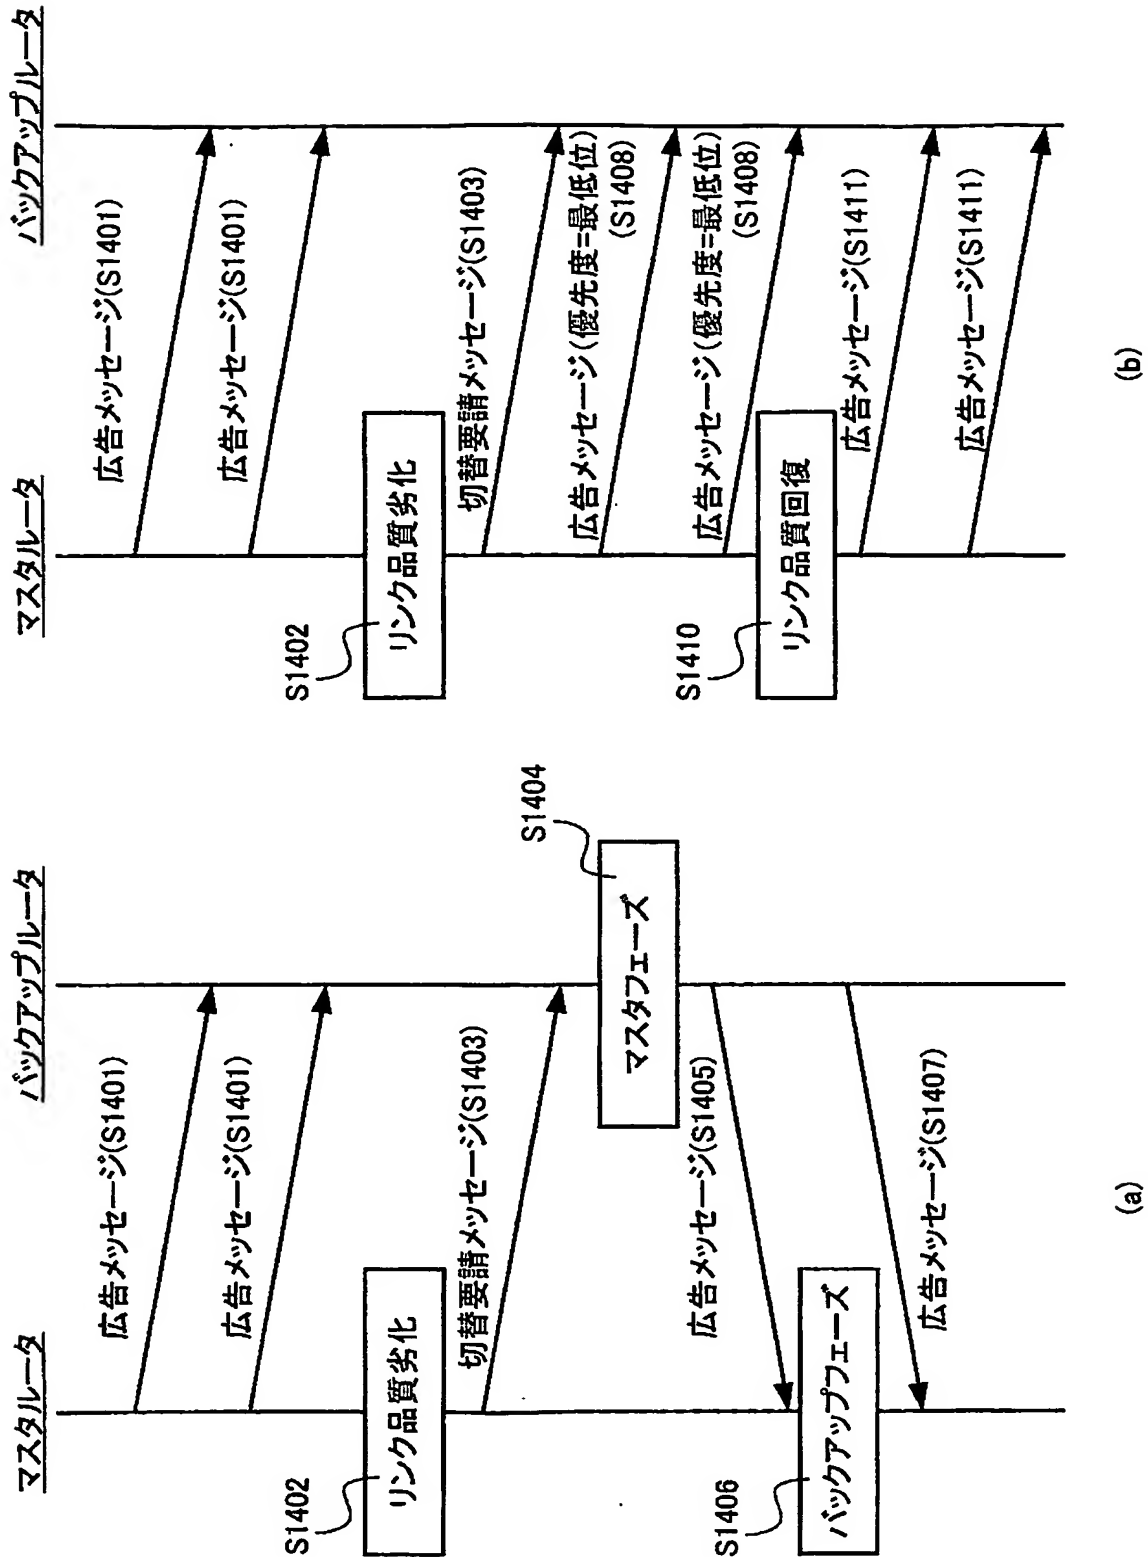 マスタルータ
バックアップルータ
広告メッセージ(S1401)
広告メッセージ(S1401)
S1402
リンク品質劣化
切替要請メッセージ(S1403)
S1404
マスタフェーズ
広告メッセージ(S1405)
S1406
バックアップフェーズ
広告メッセージ(S1407)
(a)
マスタルータ
バックアップルータ
広告メッセージ(S1401)
広告メッセージ(S1401)
S1402
リンク品質劣化
切替要請メッセージ(S1403)
広告メッセージ(優先度=最低位)
(S1408)
広告メッセージ(優先度=最低位)
(S1408)
S1410
リンク品質回復
広告メッセージ(S1411)
広告メッセージ(S1411)
(b)